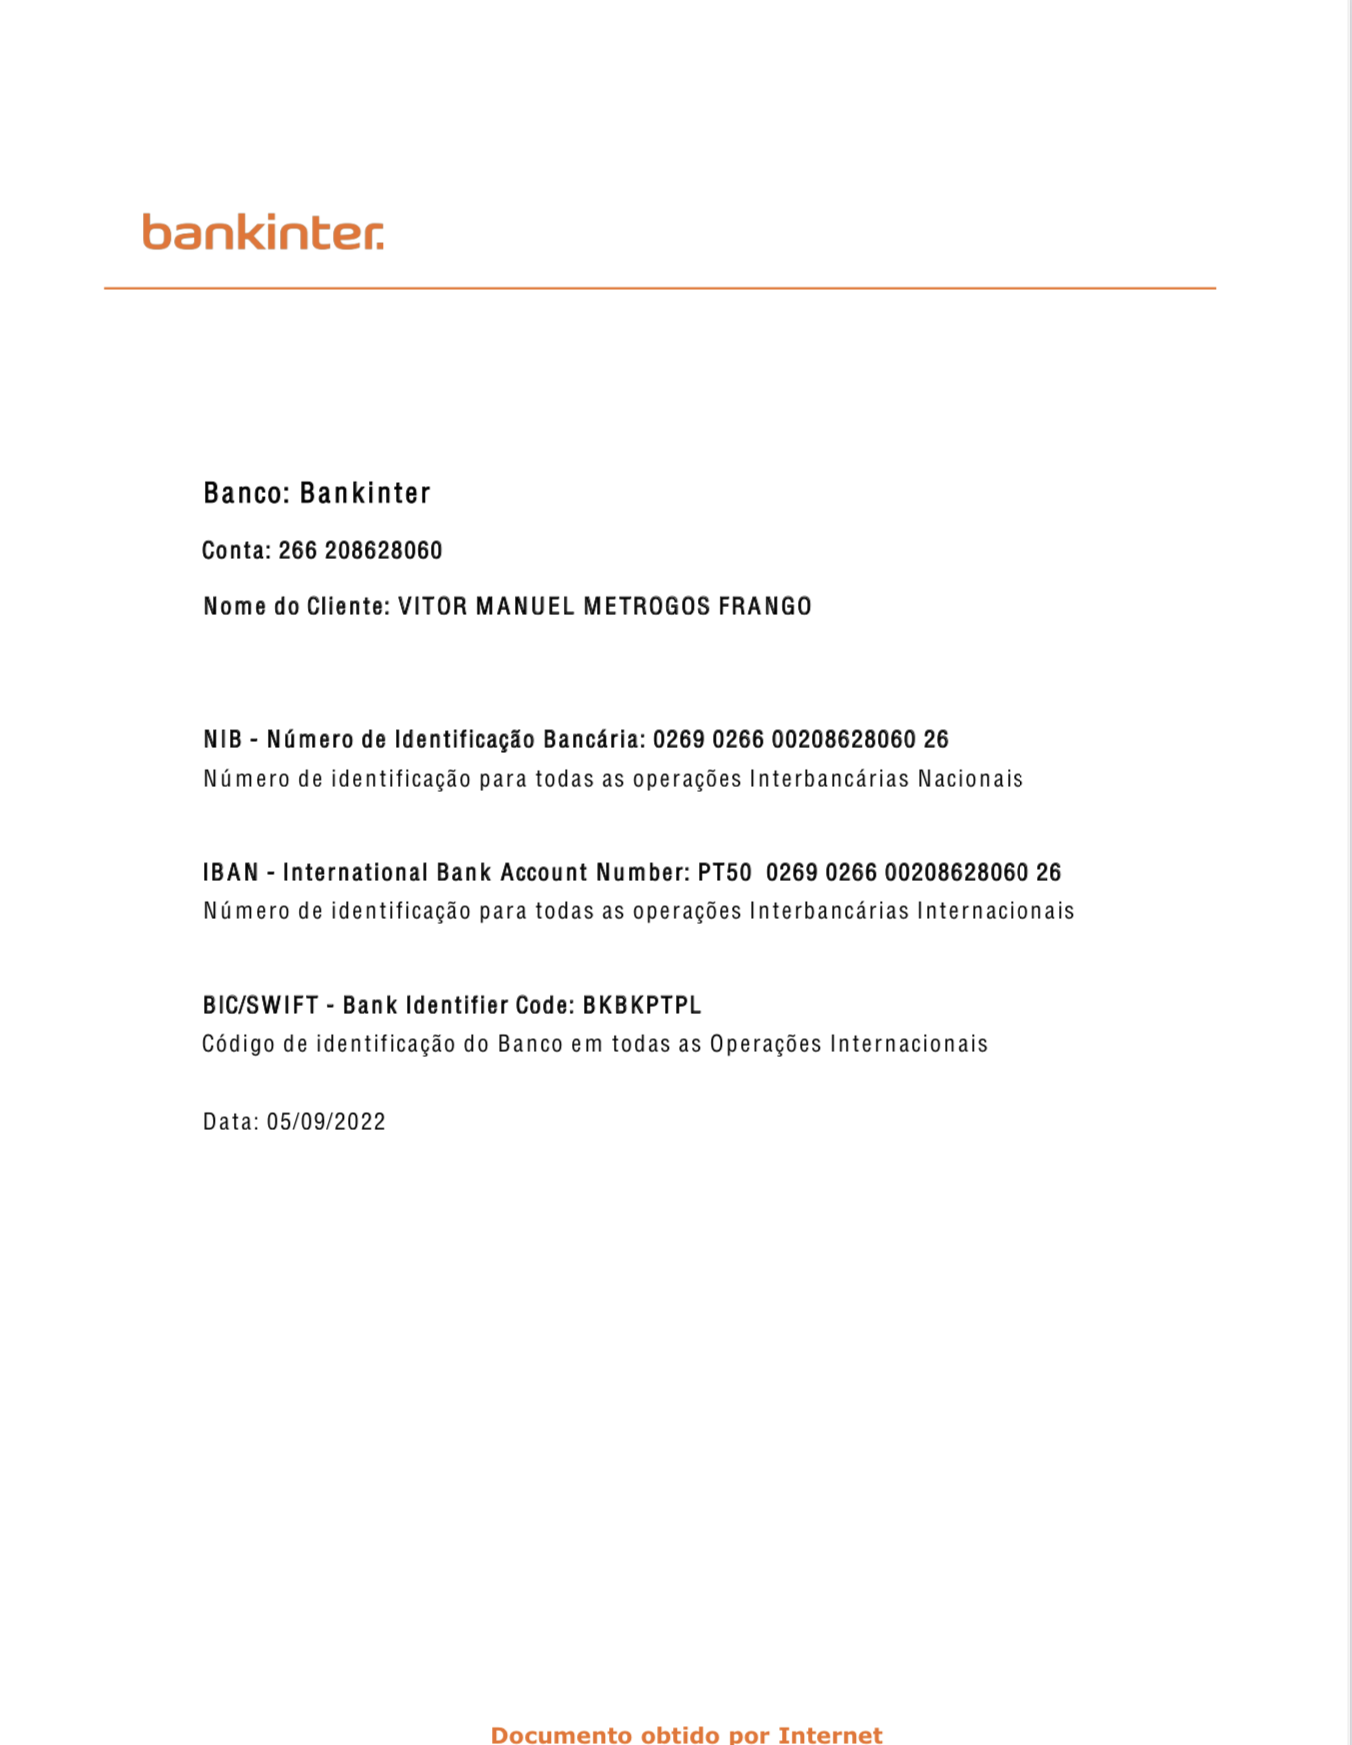 bankinter.
Banco: Bankinter
Conta: 266 208628060
Nome do Cliente: VITOR MANUEL METROGOS FRANGO
NIB - Número de Identificação Bancária: 0269 0266 00208628060 26
Número de identificação para todas as operações Interbancárias Nacionais
IBAN - International Bank Account Number: PT50  0269 0266 00208628060 26
Número de identificação para todas as operações Interbancárias Internacionais
BIC/SWIFT - Bank Identifier Code: BKBKPTPL
Código de identificação do Banco em todas as Operações Internacionais
Data: 05/09/2022
Documento obtido por Internet